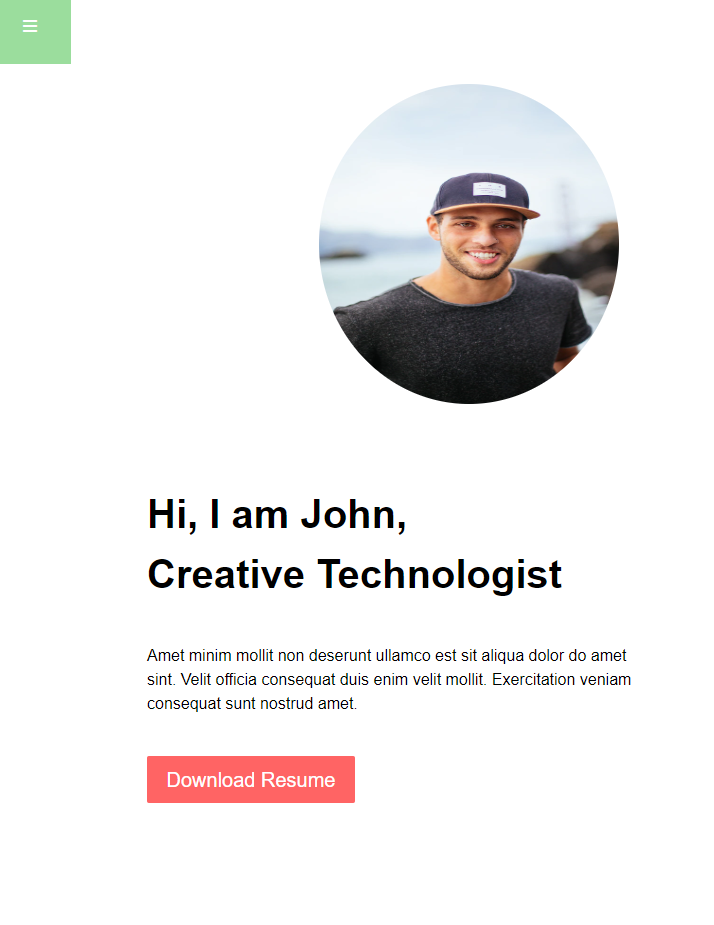 Hi, I am John,
Creative Technologist
Amet minim mollit non deserunt ullamco est sit aliqua dolor do amet
sint. Velit officia consequat duis enim velit mollit. Exercitation veniam
consequat sunt nostrud amet.
Download Resume